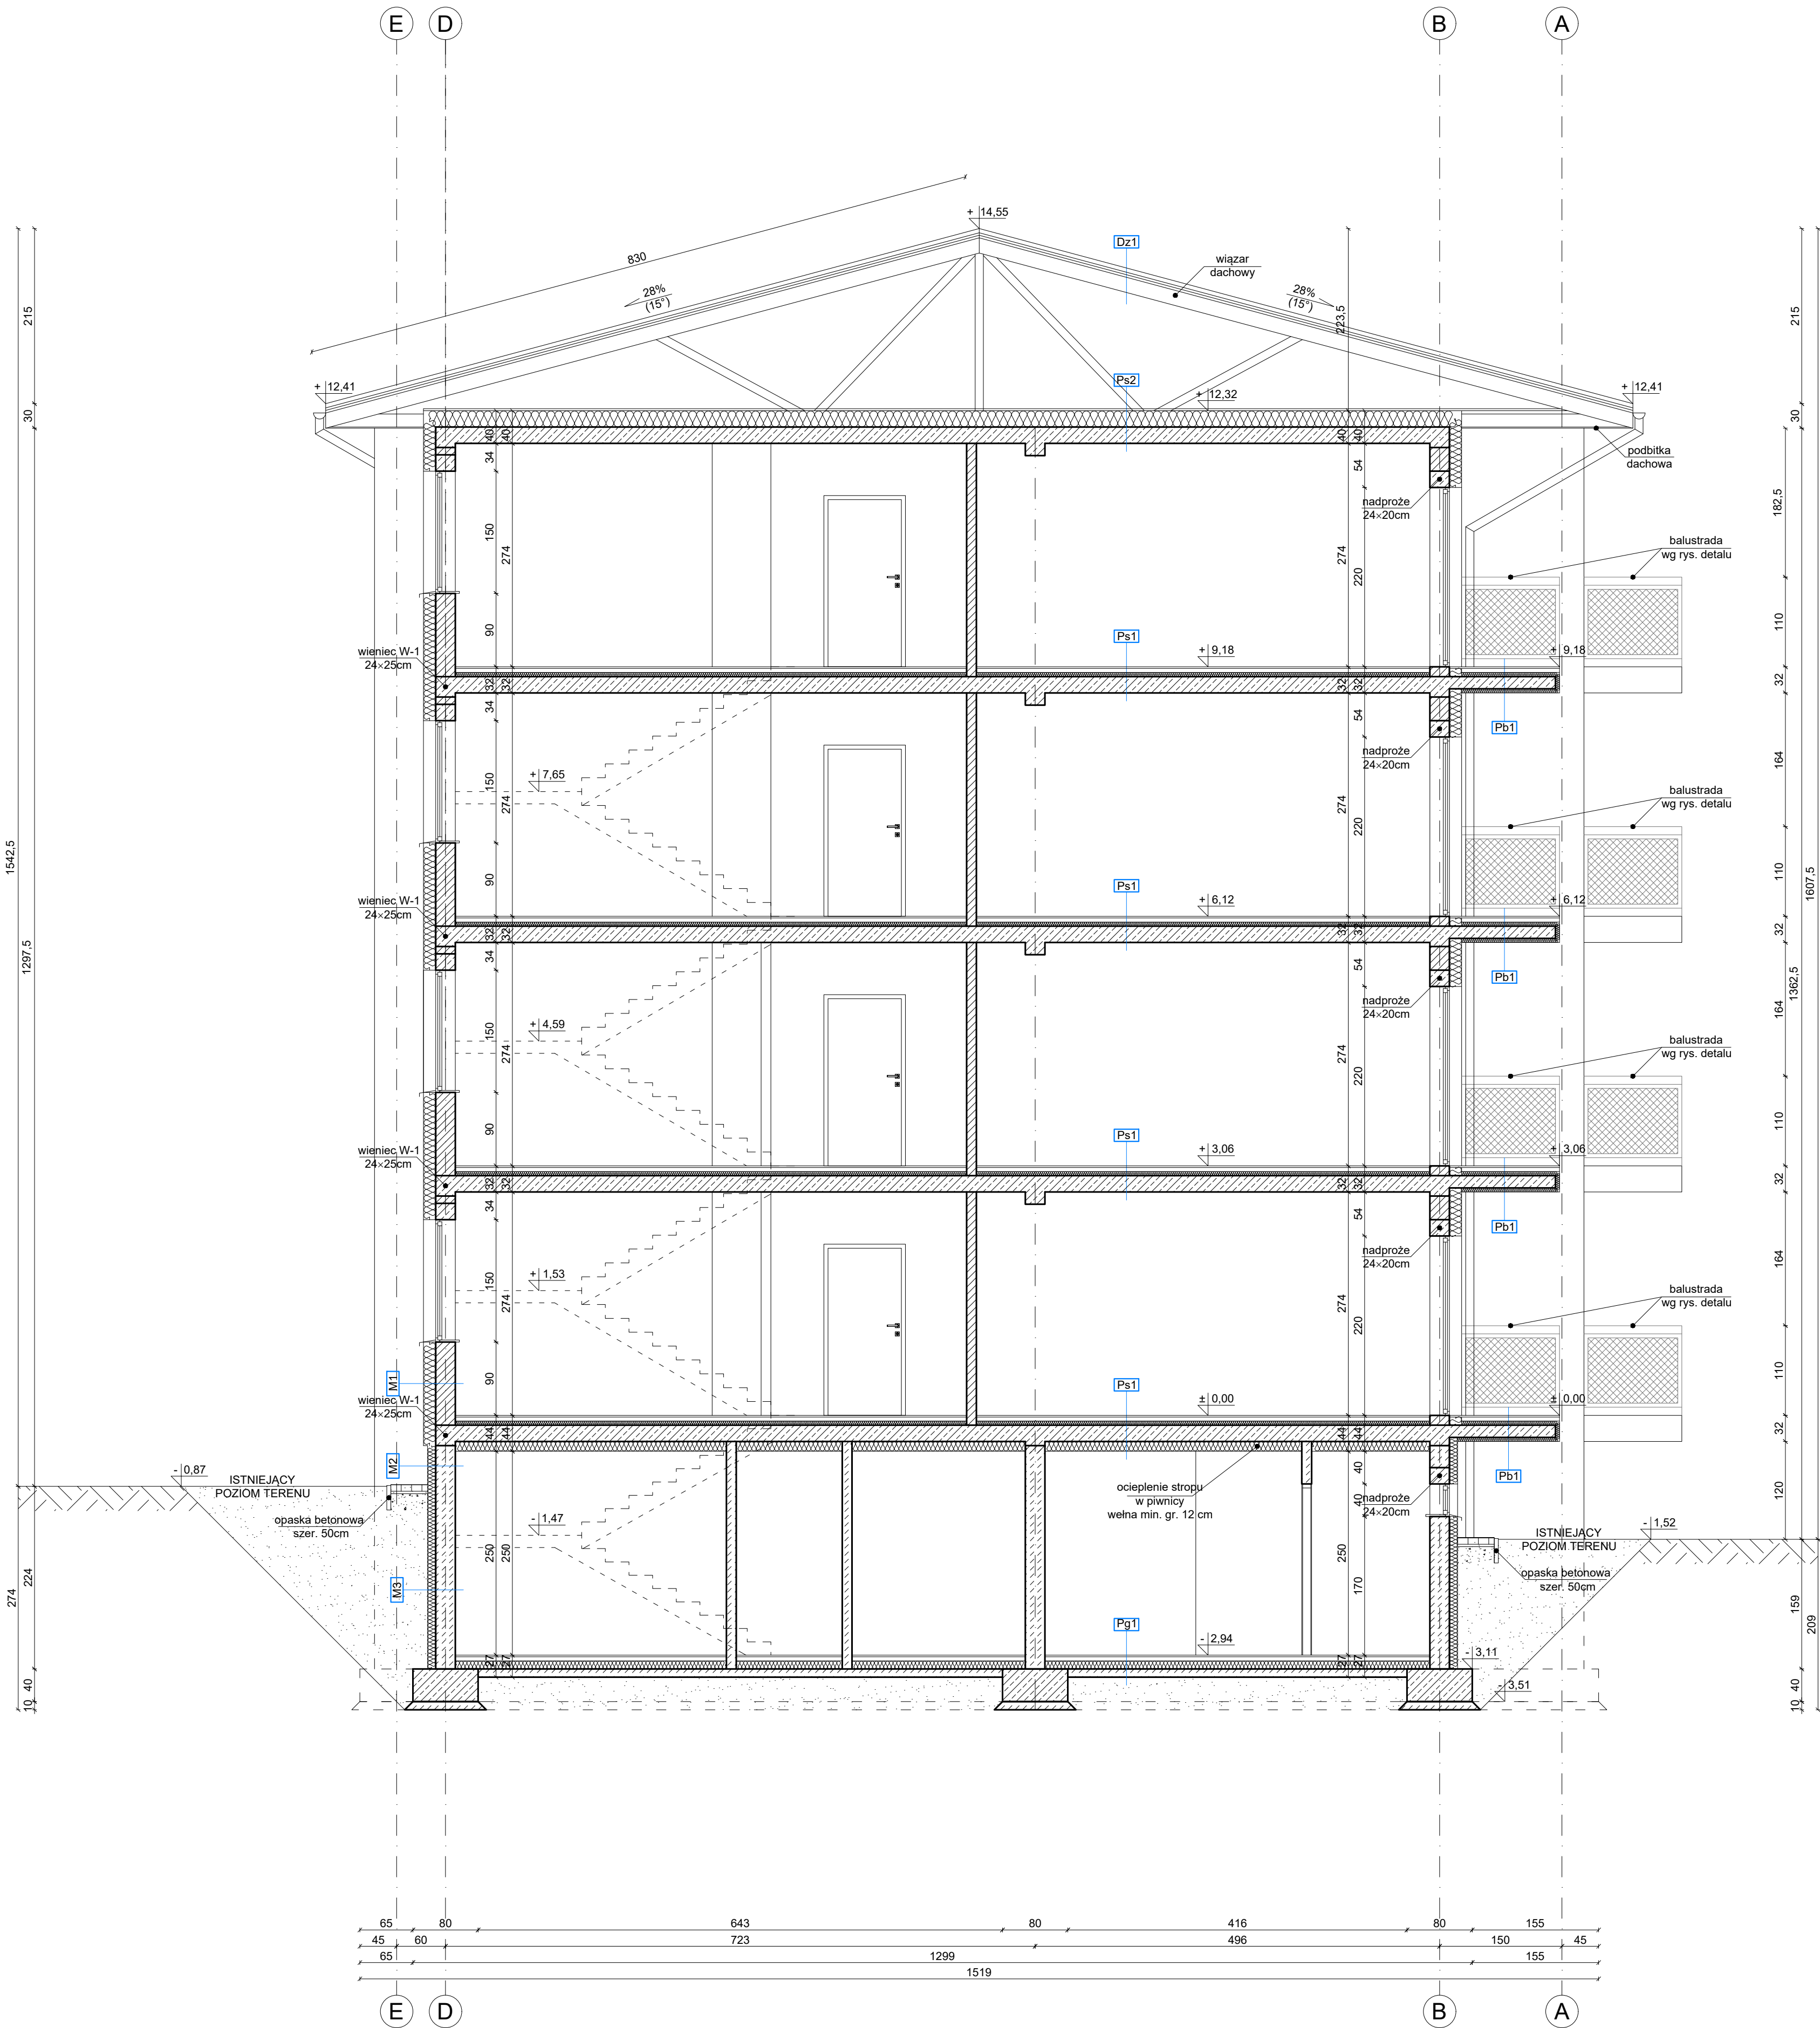 E
D
B
A
+ 14,55
Dz1
830
wiązar
dachowy
28%
(15°)
28%
(15°)
223,5
215
215
+ 12,41
Ps2
+ 12,32
+ 12,41
30
30
40
40
40
40
34
54
podbitka
dachowa
nadproże
24×20cm
182,5
150
274
274
220
balustrada
wg rys. detalu
110
90
wieniec W-1
24×25cm
Ps1
+ 9,18
+ 9,18
32
32
32
32
32
34
54
Pb1
nadproże
24×20cm
164
+ 7,65
150
274
274
220
balustrada
wg rys. detalu
1542,5
1607,5
110
90
wieniec W-1
24×25cm
Ps1
+ 6,12
+ 6,12
32
32
32
32
32
34
54
1297,5
1362,5
Pb1
nadproże
24×20cm
164
+ 4,59
150
274
274
220
balustrada
wg rys. detalu
110
90
wieniec W-1
24×25cm
Ps1
+ 3,06
+ 3,06
32
32
32
32
32
34
54
Pb1
nadproże
24×20cm
164
+ 1,53
150
274
274
220
balustrada
wg rys. detalu
110
M1
90
wieniec W-1
24×25cm
Ps1
± 0,00
± 0,00
44
44
44
44
32
M2
40
Pb1
- 0,87
ISTNIEJĄCY
POZIOM TERENU
opaska betonowa
szer. 50cm
ocieplenie stropu
w piwnicy
wełna min. gr. 12 cm
40
nadproże
24×20cm
120
- 1,47
- 1,52
ISTNIEJĄCY
POZIOM TERENU
opaska betonowa
szer. 50cm
250
250
250
170
274
224
M3
159
209
Pg1
- 2,94
- 3,11
27
27
27
27
- 3,51
40
10
40
10
65
80
643
80
416
80
155
45
60
723
496
150
45
65
1299
155
1519
E
D
B
A